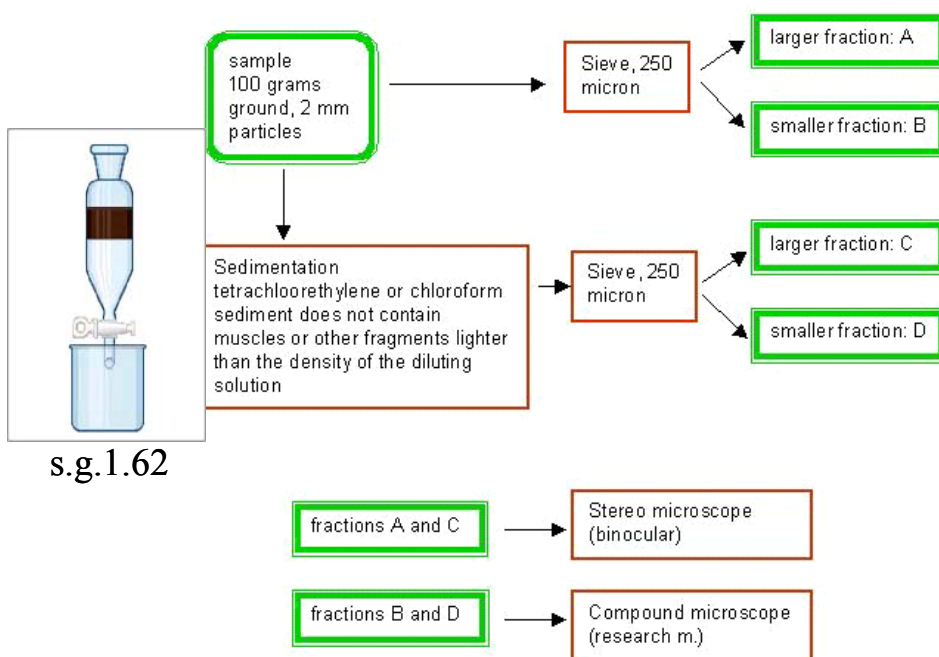 sample
100 grams
ground, 2 mm
particles
Sieve, 250
micron
larger fraction: A
smaller fraction: B
Sedimentation
tetrachloorethylene or chloroform
sediment does not contain
muscles or other fragments lighter
than the density of the diluting
solution
Sieve, 250
micron
larger fraction: C
smaller fraction: D
s.g.1.62
fractions A and C
Stereo microscope
(binocular)
fractions B and D
Compound microscope
(research m.)